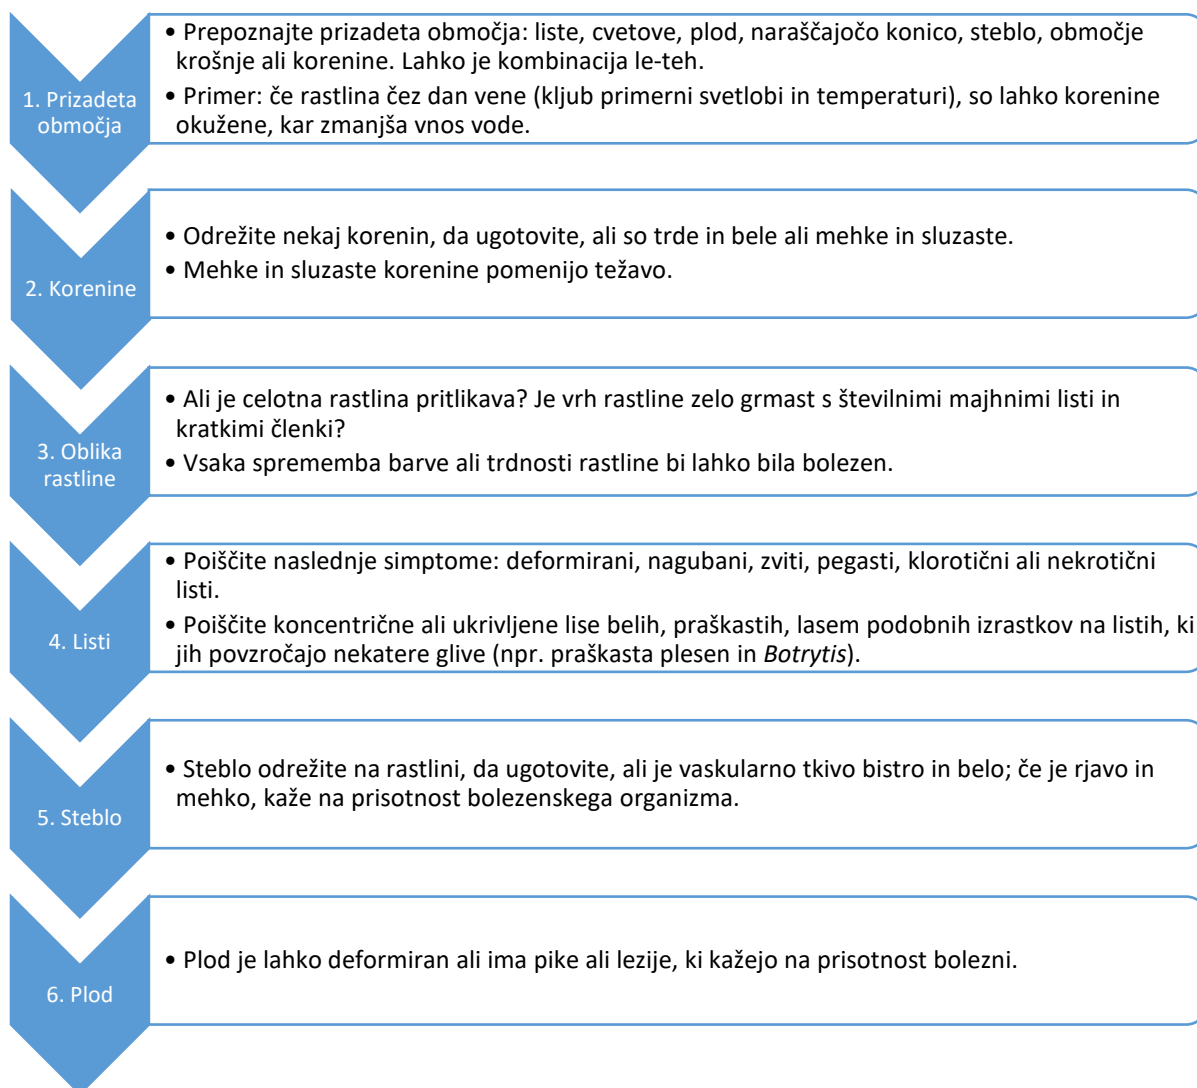 1. Prizadeta
območja
• Prepoznajte prizadeta območja: liste, cvetove, plod, naraščajočo konico, steblo, območje
krošnje ali korenine. Lahko je kombinacija le-teh.
• Primer: če rastlina čez dan vene (kljub primerni svetlobi in temperaturi), so lahko korenine
okužene, kar zmanjša vnos vode.
2. Korenine
• Odrežite nekaj korenin, da ugotovite, ali so trde in bele ali mehke in sluzaste.
• Mehke in sluzaste korenine pomenijo težavo.
3. Oblika
rastline
• Ali je celotna rastlina pritlikava? Je vrh rastline zelo grmast s številnimi majhnimi listi in
kratkimi členki?
• Vsaka sprememba barve ali trdnosti rastline bi lahko bila bolezen.
4. Listi
• Poiščite naslednje simptome: deformirani, nagubani, zviti, pegasti, klorotični ali nekrotični
listi.
• Poiščite koncentrične ali ukrivljene lise belih, praškastih, lasem podobnih izrastkov na listih, ki
jih povzročajo nekatere glive (npr. praškasta plesen in Botrytis).
5. Steblo
• Steblo odrežite na rastlini, da ugotovite, ali je vaskularno tkivo bistro in belo; če je rjavo in
mehko, kaže na prisotnost bolezenskega organizma.
6. Plod
• Plod je lahko deformiran ali ima pike ali lezije, ki kažejo na prisotnost bolezni.